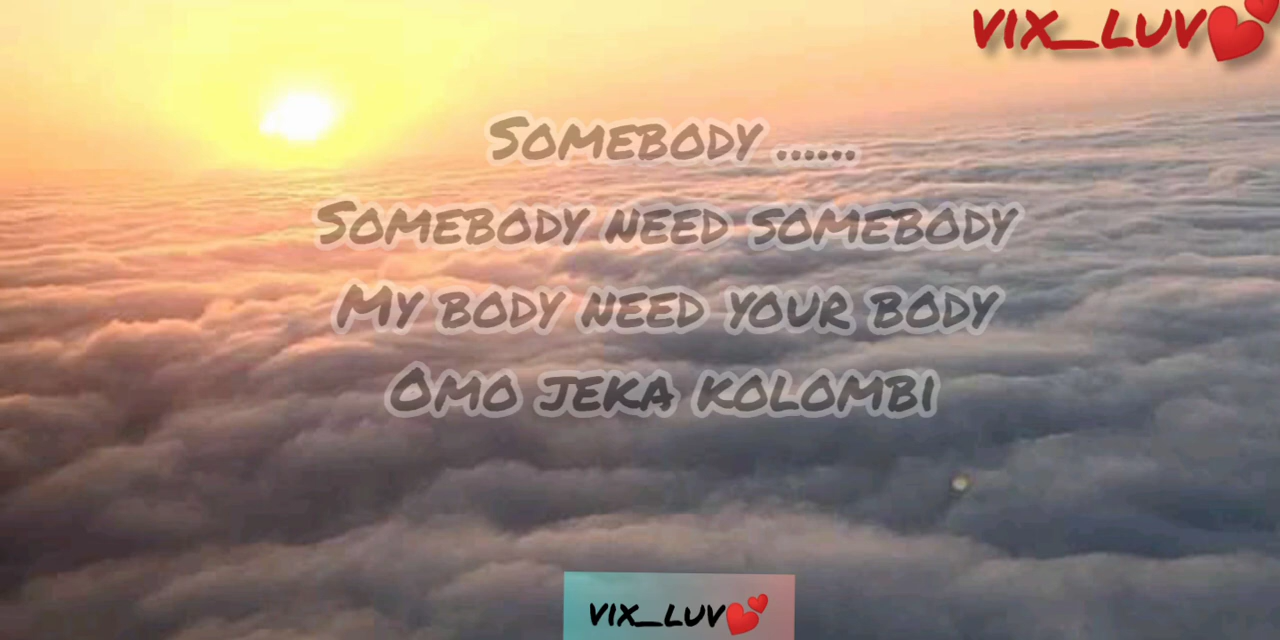 VIX_LUV💕
SOMEBODY ......
SOMEBODY NEED SOMEBODY
MY BODY NEED YOUR BODY
OMO JEKA KOLOMBI
VIX_LUV💕